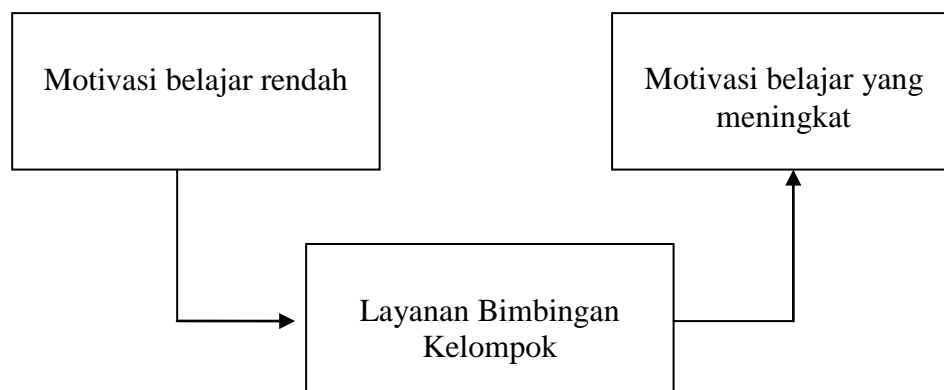 Motivasi belajar rendah
Motivasi belajar yang
meningkat
Layanan Bimbingan
Kelompok